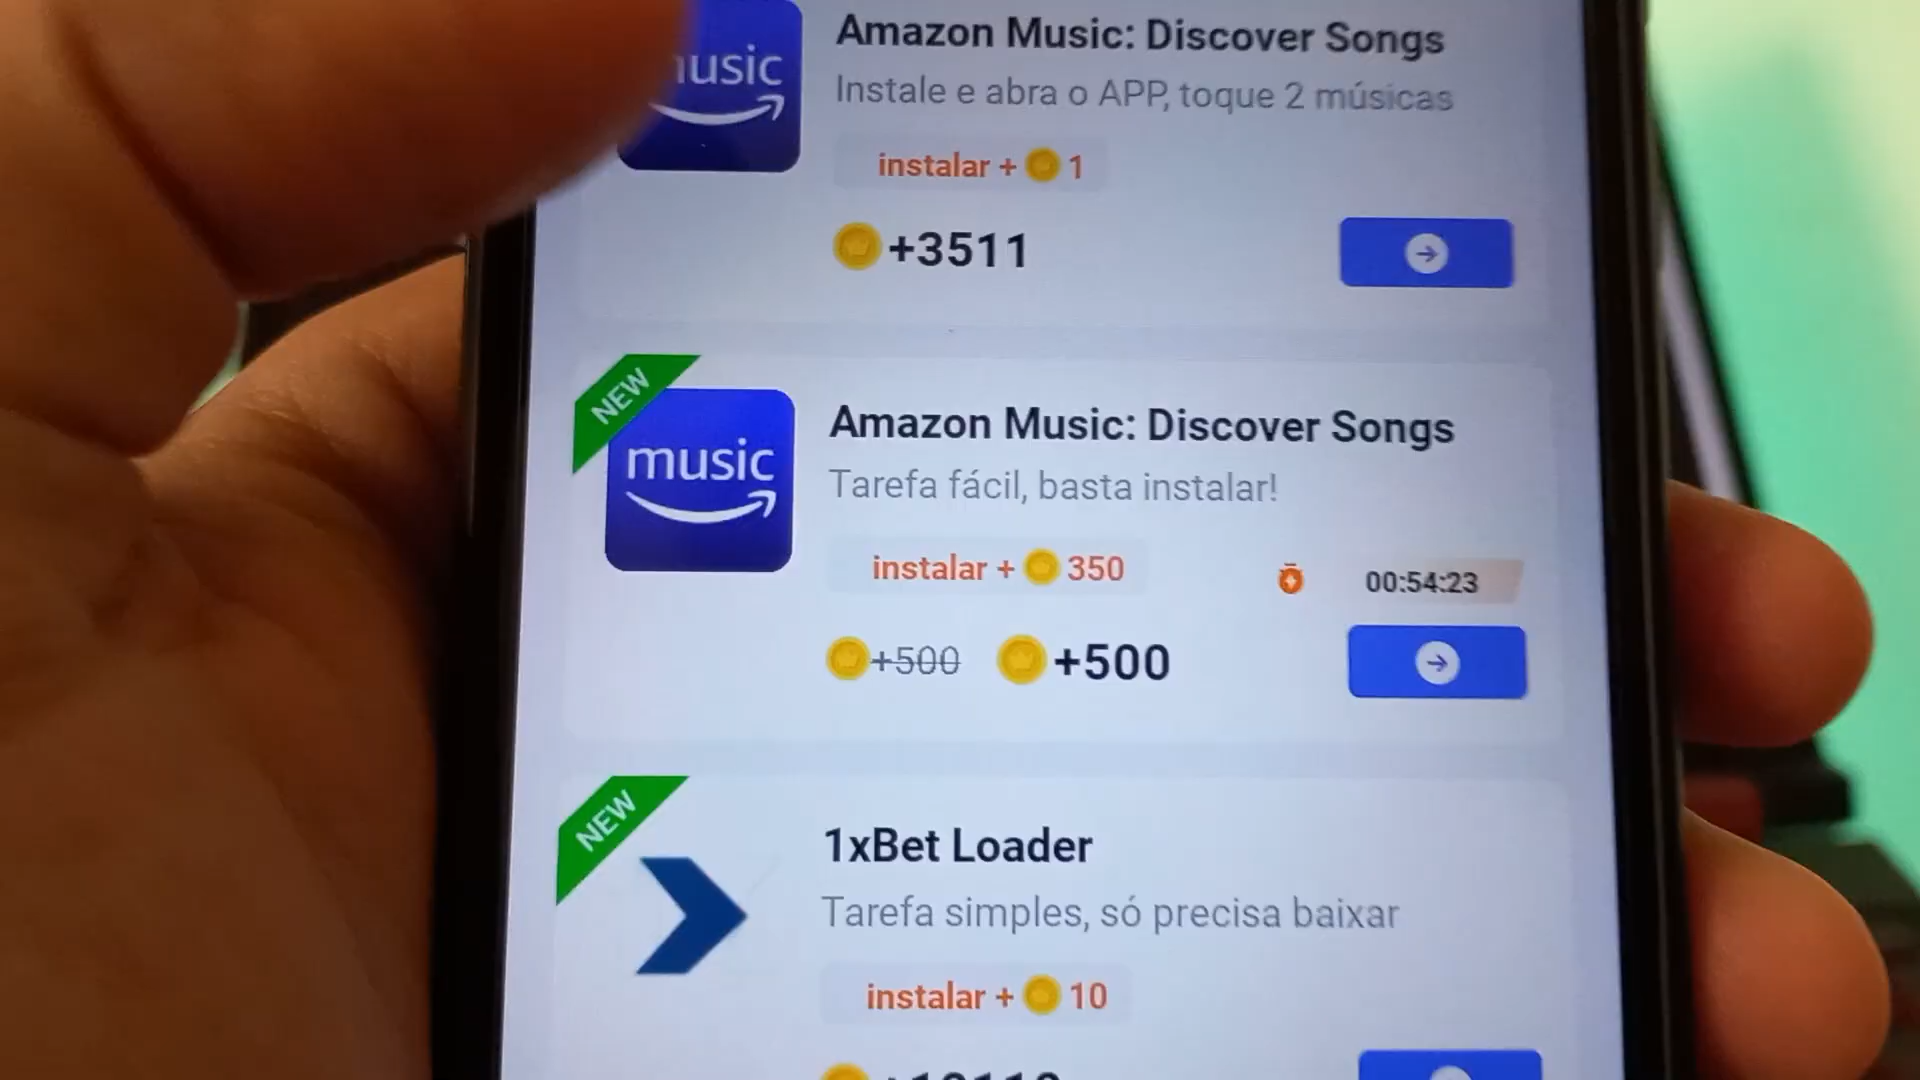 music
Amazon Music: Discover Songs
Instale e abra o APP, toque 2 músicas
instalar + 1
+3511
NEW
music
Amazon Music: Discover Songs
Tarefa fácil, basta instalar!
instalar + 350
00:54:23
+500 +500
NEW
1xBet Loader
Tarefa simples, só precisa baixar
instalar + 10